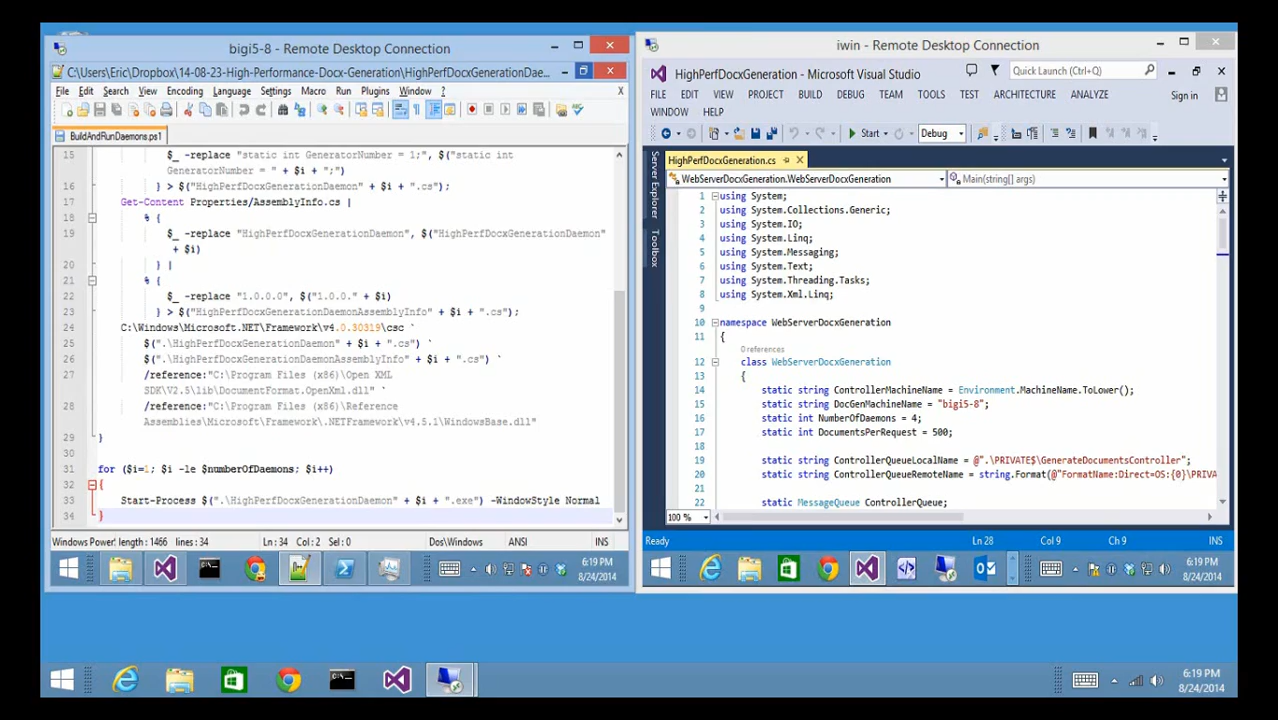 bigi5-8 - Remote Desktop Connection
C:\Users\Eric\Dropbox\14-08-23-High-Performance-Docx-Generation\HighPerfDocxGenerationDae...
File Edit Search View Encoding Language Settings Macro Run Plugins Window ? X
BuildAndRunDaemons.ps1
15 $_ -replace "static int GeneratorNumber = 1;", $("static int
GeneratorNumber = " + $i + ";")
16 } > $("HighPerfDocxGenerationDaemon" + $i + ".cs");
17 Get-Content Properties/AssemblyInfo.cs |
18 % {
19 $_ -replace "HighPerfDocxGenerationDaemon", $("HighPerfDocxGenerationDaemon"
+ $i)
20 } |
21 % {
22 $_ -replace "1.0.0.0", $("1.0.0." + $i)
23 } > $("HighPerfDocxGenerationDaemonAssemblyInfo" + $i + ".cs");
24 C:\Windows\Microsoft.NET\Framework\v4.0.30319\csc `
25 $(".\HighPerfDocxGenerationDaemon" + $i + ".cs") `
26 $(".\HighPerfDocxGenerationDaemonAssemblyInfo" + $i + ".cs") `
27 /reference:"C:\Program Files (x86)\Open XML
SDK\V2.5\lib\DocumentFormat.OpenXml.dll" `
28 /reference:"C:\Program Files (x86)\Reference
Assemblies\Microsoft\Framework\.NETFramework\v4.5.1\WindowsBase.dll"
29 }
30
31 for ($i=1; $i -le $numberOfDaemons; $i++)
32 {
33 Start-Process $(".\HighPerfDocxGenerationDaemon" + $i + ".exe") -WindowStyle Normal
34 }
Windows Power! length : 1466 lines : 34 Ln : 34 Col : 2 Sel : 0 Dos\Windows ANSI INS
6:19 PM
8/24/2014
iwin - Remote Desktop Connection
HighPerfDocxGeneration - Microsoft Visual Studio
Quick Launch (Ctrl+Q)
FILE EDIT VIEW PROJECT BUILD DEBUG TEAM TOOLS TEST ARCHITECTURE ANALYZE Sign in
WINDOW HELP
Start Debug
Server Explorer
Toolbox
HighPerfDocxGeneration.cs
WebServerDocxGeneration.WebServerDocxGeneration Main(string[] args)
1 using System;
2 using System.Collections.Generic;
3 using System.IO;
4 using System.Linq;
5 using System.Messaging;
6 using System.Text;
7 using System.Threading.Tasks;
8 using System.Xml.Linq;
9
10 namespace WebServerDocxGeneration
11 {
0 references
12 class WebServerDocxGeneration
13 {
14 static string ControllerMachineName = Environment.MachineName.ToLower();
15 static string DocGenMachineName = "bigi5-8";
16 static int NumberOfDaemons = 4;
17 static int DocumentsPerRequest = 500;
18
19 static string ControllerQueueLocalName = @".\PRIVATE$\GenerateDocumentsController";
20 static string ControllerQueueRemoteName = string.Format(@"FormatName:Direct=OS:{0}\PRIVA
21
22 static MessageQueue ControllerQueue;
100 %
Ready Ln 28 Col 9 Ch 9 INS
6:19 PM
8/24/2014
6:19 PM
8/24/2014